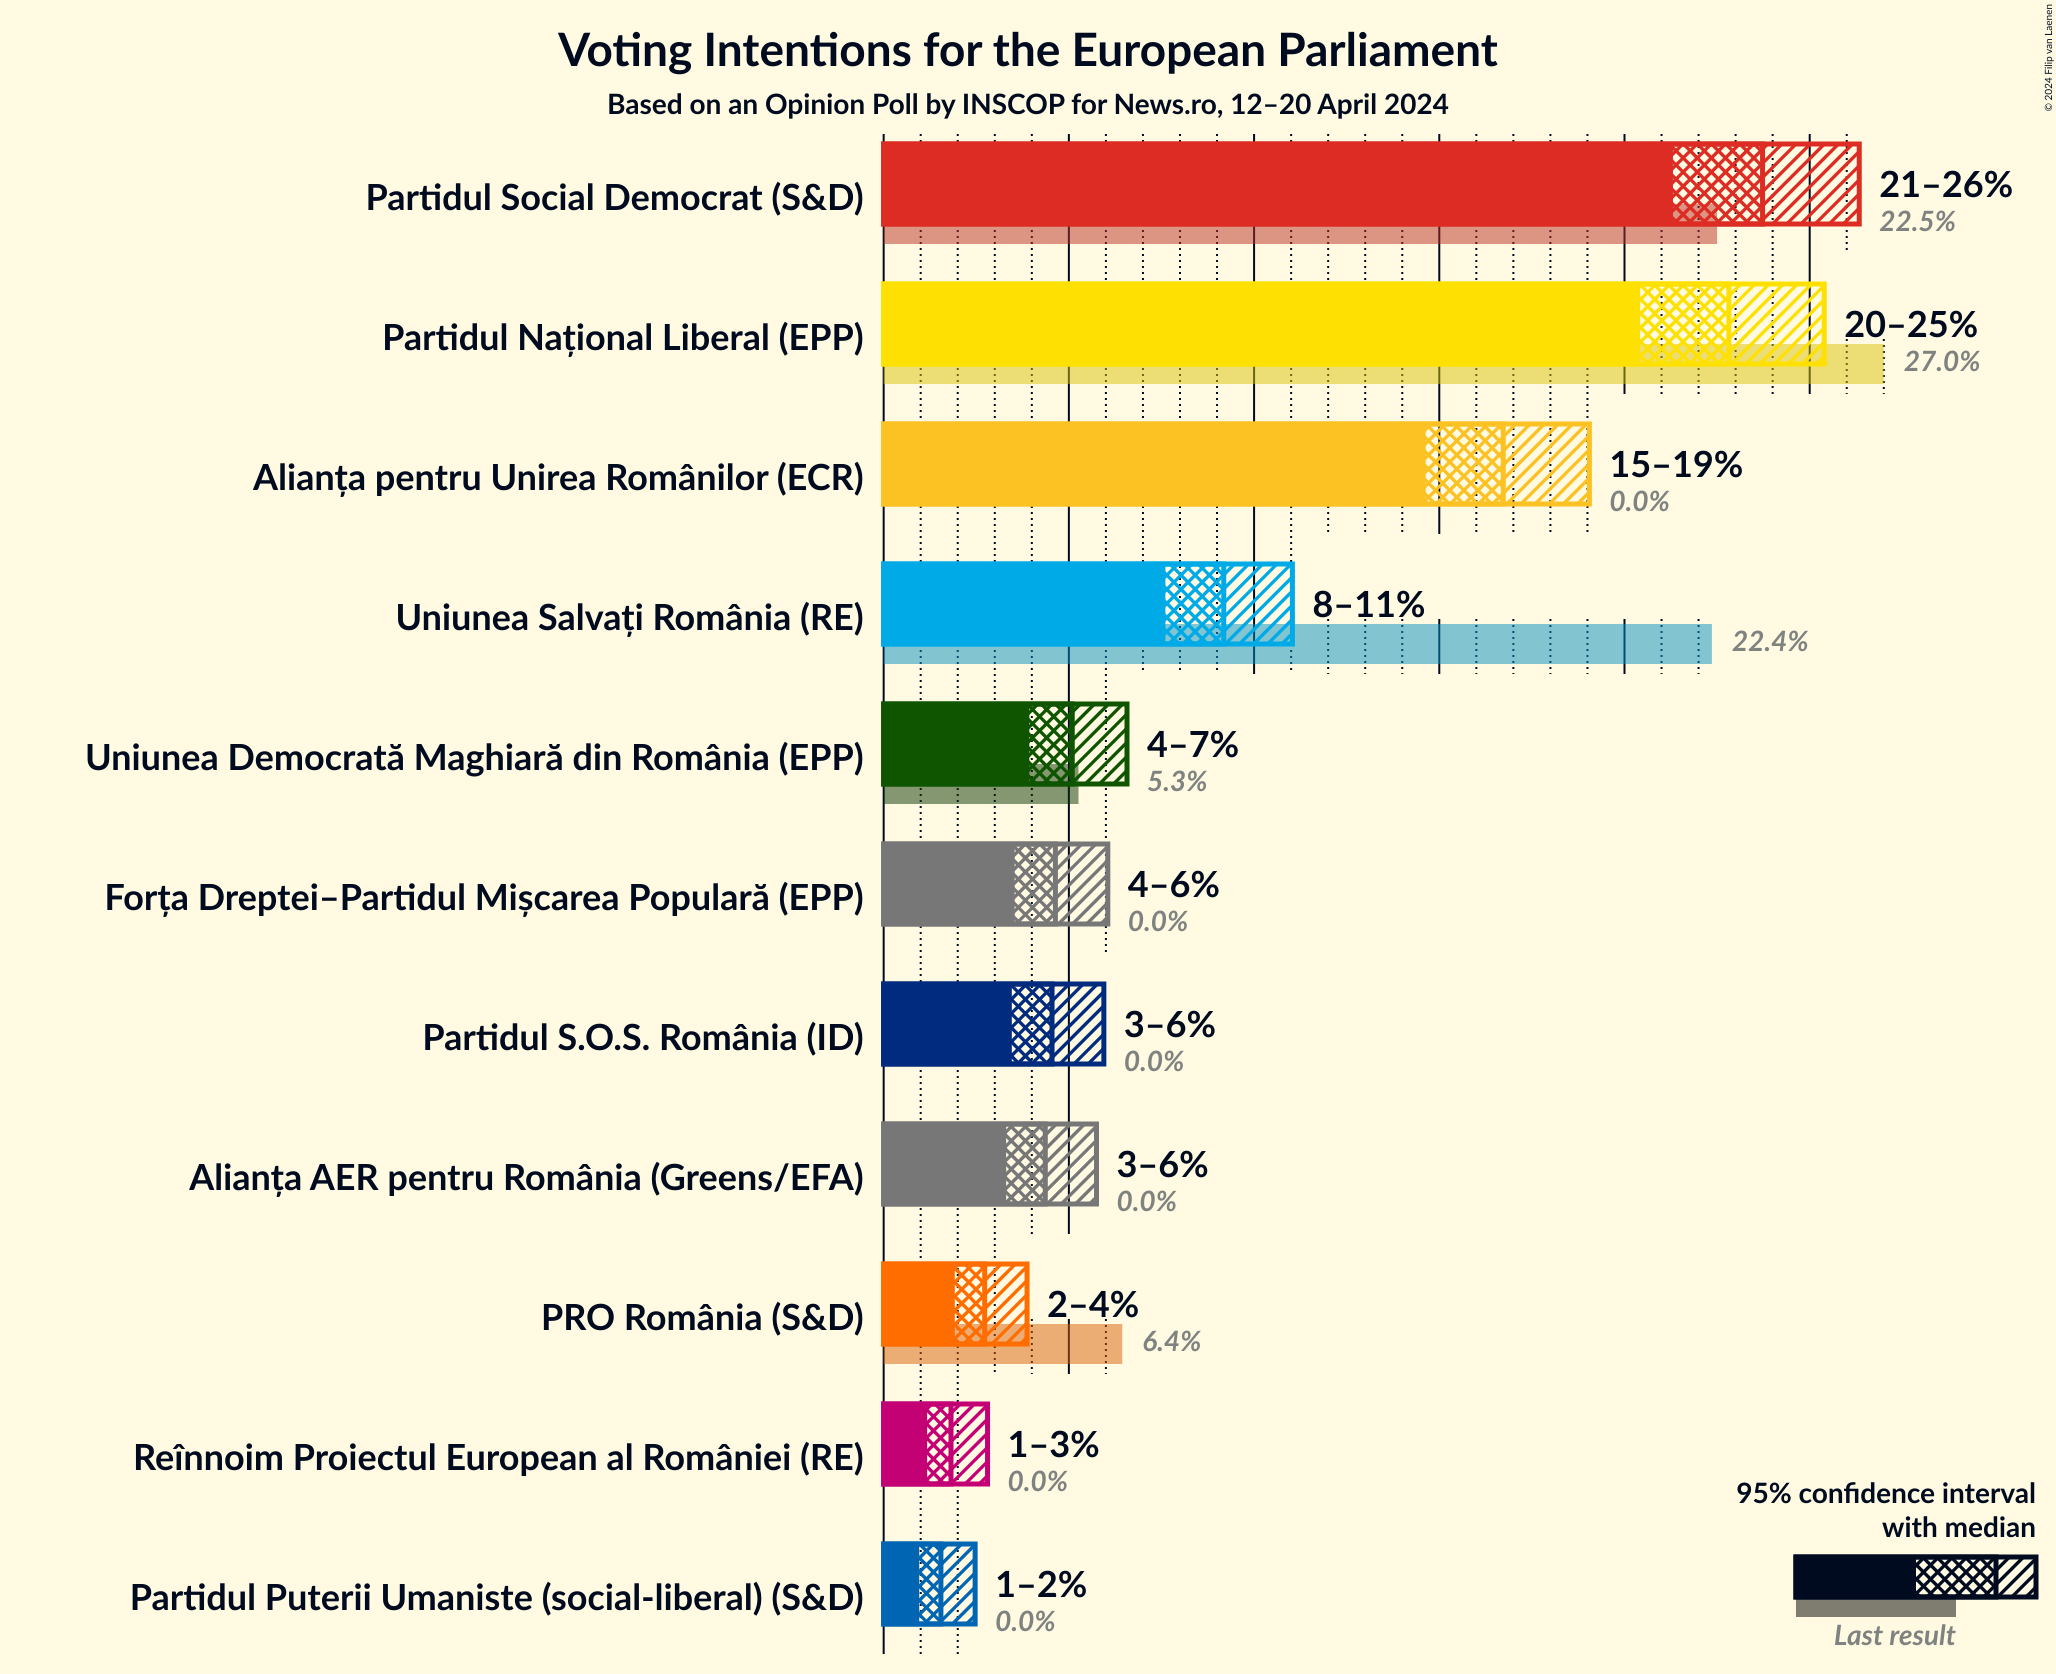 Voting Intentions for the European Parliament
Based on an Opinion Poll by INSCOP for News.ro, 12–20 April 2024
© 2024 Filip van Laenen
Partidul Social Democrat (S&D)
21–26%
22.5%
Partidul Național Liberal (EPP)
20–25%
27.0%
Alianța pentru Unirea Românilor (ECR)
15–19%
0.0%
Uniunea Salvați România (RE)
8–11%
22.4%
Uniunea Democrată Maghiară din România (EPP)
4–7%
5.3%
Forța Dreptei–Partidul Mișcarea Populară (EPP)
4–6%
0.0%
Partidul S.O.S. România (ID)
3–6%
0.0%
Alianța AER pentru România (Greens/EFA)
3–6%
0.0%
PRO România (S&D)
2–4%
6.4%
Reînnoim Proiectul European al României (RE)
1–3%
0.0%
Partidul Puterii Umaniste (social-liberal) (S&D)
1–2%
0.0%
95% confidence interval
with median
Last result